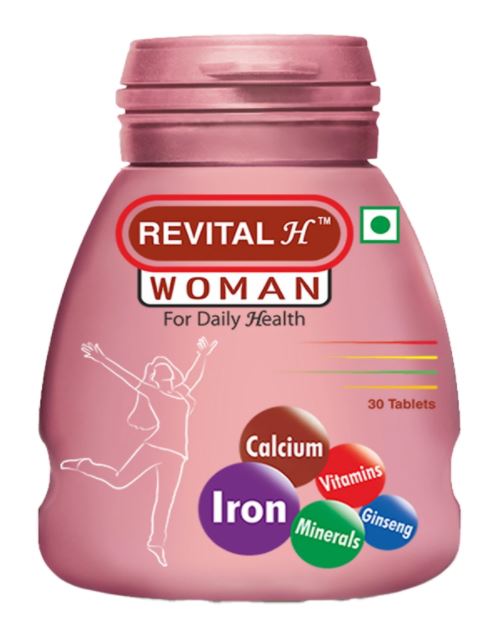 REVITAL H™
WOMAN
For Daily Health
30 Tablets
Calcium
Vitamins
Iron
Minerals
Ginseng